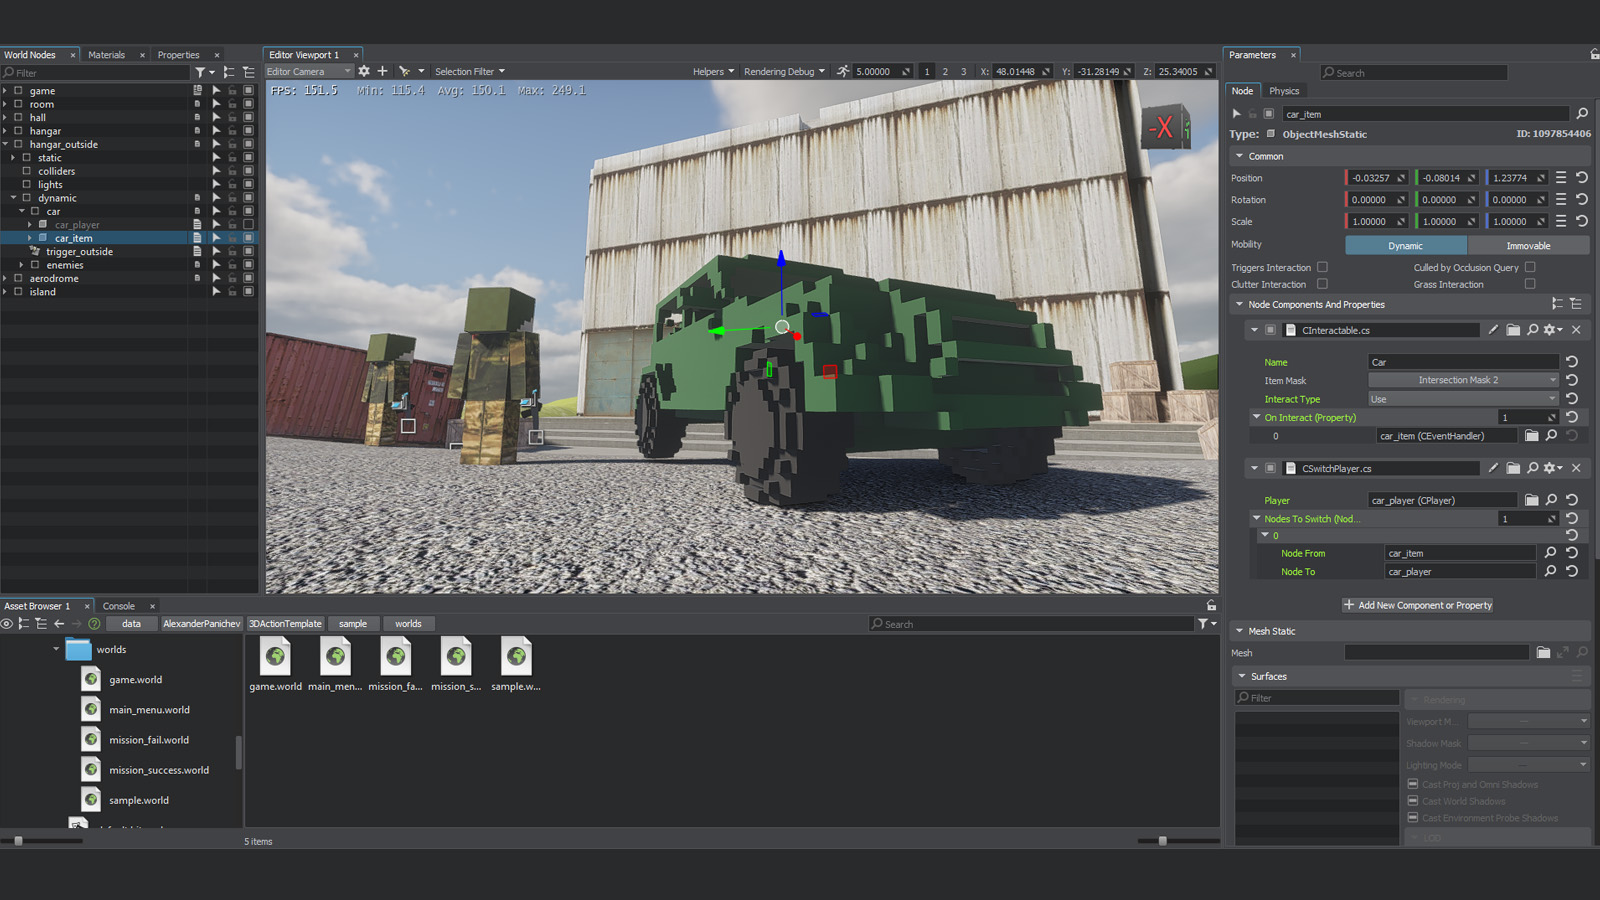 World Nodes × Materials × Properties ×
Filter
game
room
hall
hangar
hangar_outside
static
colliders
lights
dynamic
car
car_player
car_item
trigger_outside
enemies
aerodrome
island
Editor Viewport 1 ×
Editor Camera Selection Filter Helpers Rendering Debug 5.00000 1 2 3 X: 48.01448 Y: -31.28149 Z: 25.34005
FPS: 151.5 Min: 115.4 Avg: 150.1 Max: 249.1
-X
Parameters ×
Search
Node Physics
car_item
Type: ObjectMeshStatic ID: 1097854406
Common
Position -0.03257 -0.08014 1.23774
Rotation 0.00000 0.00000 0.00000
Scale 1.00000 1.00000 1.00000
Mobility Dynamic Immovable
Triggers Interaction Culled by Occlusion Query
Clutter Interaction Grass Interaction
Node Components And Properties
CInteractable.cs
Name Car
Item Mask Intersection Mask 2
Interact Type Use
On Interact (Property) 1
0 car_item (CEventHandler)
CSwitchPlayer.cs
Player car_player (CPlayer)
Nodes To Switch (Nod... 1
0
Node From car_item
Node To car_player
Add New Component or Property
Mesh Static
Mesh
Surfaces
Filter
Rendering
Viewport M...
Shadow Mask
Lighting Mode
Cast Proj and Omni Shadows
Cast World Shadows
Cast Environment Probe Shadows
LOD
Asset Browser 1 × Console ×
data AlexanderPanichev 3DActionTemplate sample worlds Search
worlds
game.world
main_menu.world
mission_fail.world
mission_success.world
sample.world
game.world main_men... mission_fa... mission_s... sample.w...
5 items